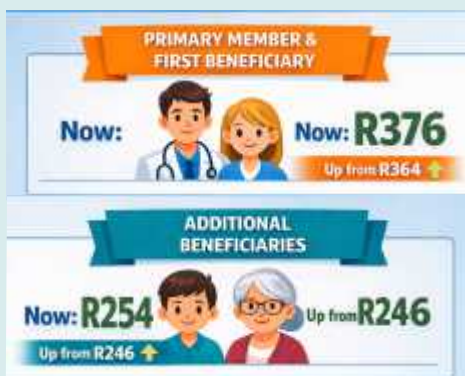 PRIMARY MEMBER &
FIRST BENEFICIARY
Now:
Now: R376
Up from R364
ADDITIONAL
BENEFICIARIES
Now: R254
Up from R246
Up from R246